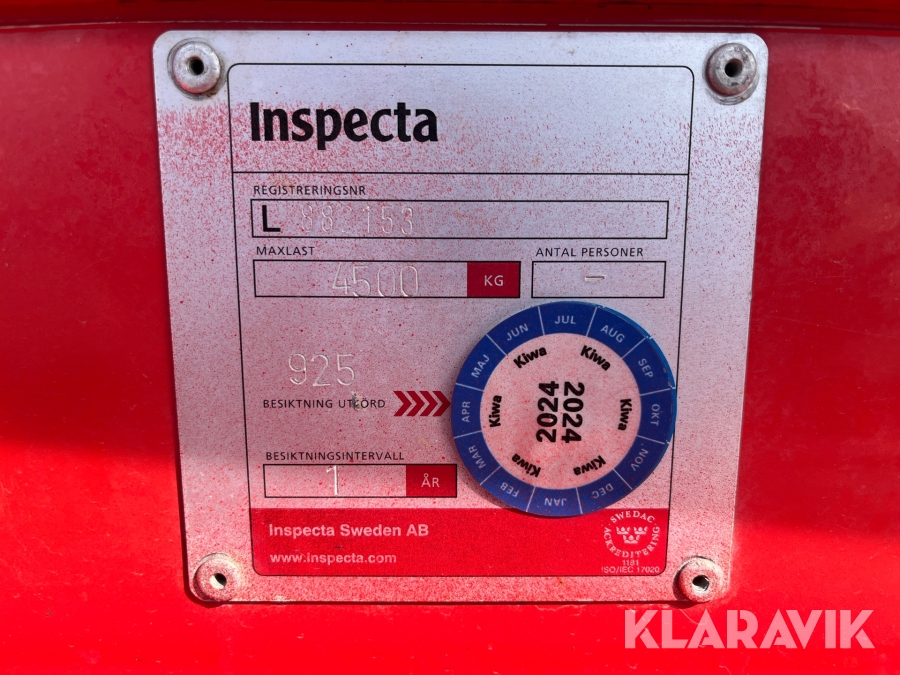 Inspecta
REGISTRERINGSNR
L 882153
MAXLAST
ANTAL PERSONER
4500 KG
-
925
BESIKTNING UTFÖRD
BESIKTNINGSINTERVALL
1 ÅR
JAN FEB MAR APR MAJ JUN JUL AUG SEP OKT NOV DEC
Kiwa Kiwa Kiwa Kiwa Kiwa Kiwa
2024
2024
Inspecta Sweden AB
www.inspecta.com
SWEDAC
ACKREDITERING
1181
ISO/IEC 17020
KLARAVIK